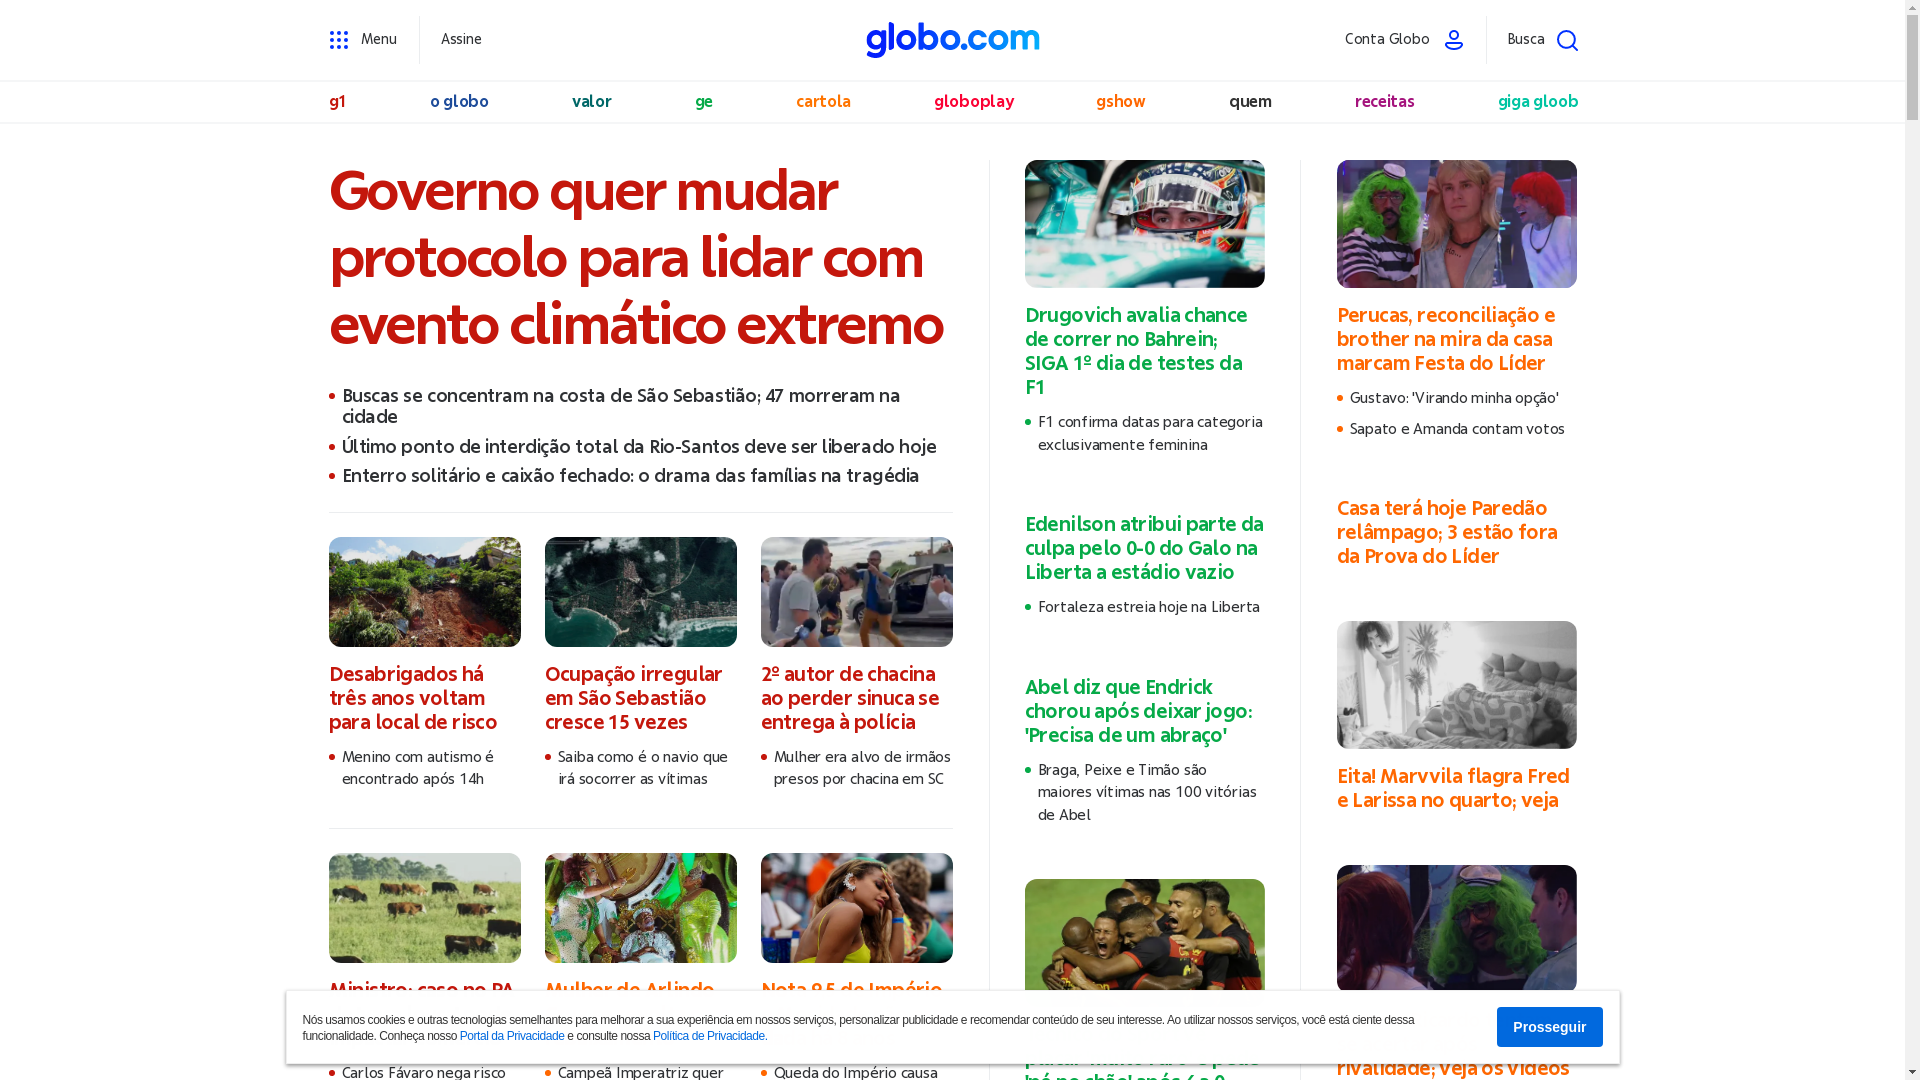 Menu
Assine
globo.com
Conta Globo
Busca
g1
o globo
valor
ge
cartola
globoplay
gshow
quem
receitas
giga gloob
Governo quer mudar
protocolo para lidar com
evento climático extremo
Buscas se concentram na costa de São Sebastião; 47 morreram na
cidade
Último ponto de interdição total da Rio-Santos deve ser liberado hoje
Enterro solitário e caixão fechado: o drama das famílias na tragédia
Desabrigados há
três anos voltam
para local de risco
Menino com autismo é
encontrado após 14h
Ocupação irregular
em São Sebastião
cresce 15 vezes
Saiba como é o navio que
irá socorrer as vítimas
2º autor de chacina
ao perder sinuca se
entrega à polícia
Mulher era alvo de irmãos
presos por chacina em SC
Ministro: caso no PA
Carlos Fávaro nega risco
Mulher de Arlindo
Campeã Imperatriz quer
Nota 9,5 de Império
Queda do Império causa
Drugovich avalia chance
de correr no Bahrein;
SIGA 1º dia de testes da
F1
F1 confirma datas para categoria
exclusivamente feminina
Edenilson atribui parte da
culpa pelo 0-0 do Galo na
Liberta a estádio vazio
Fortaleza estreia hoje na Liberta
Abel diz que Endrick
chorou após deixar jogo:
'Precisa de um abraço'
Braga, Peixe e Timão são
maiores vítimas nas 100 vitórias
de Abel
'pé no chão' após 6 a 0
Perucas, reconciliação e
brother na mira da casa
marcam Festa do Líder
Gustavo: 'Virando minha opção'
Sapato e Amanda contam votos
Casa terá hoje Paredão
relâmpago; 3 estão fora
da Prova do Líder
Eita! Marvvila flagra Fred
e Larissa no quarto; veja
rivalidade; veja os vídeos
Nós usamos cookies e outras tecnologias semelhantes para melhorar a sua experiência em nossos serviços, personalizar publicidade e recomendar conteúdo de seu interesse. Ao utilizar nossos serviços, você está ciente dessa
funcionalidade. Conheça nosso Portal da Privacidade e consulte nossa Política de Privacidade.
Prosseguir